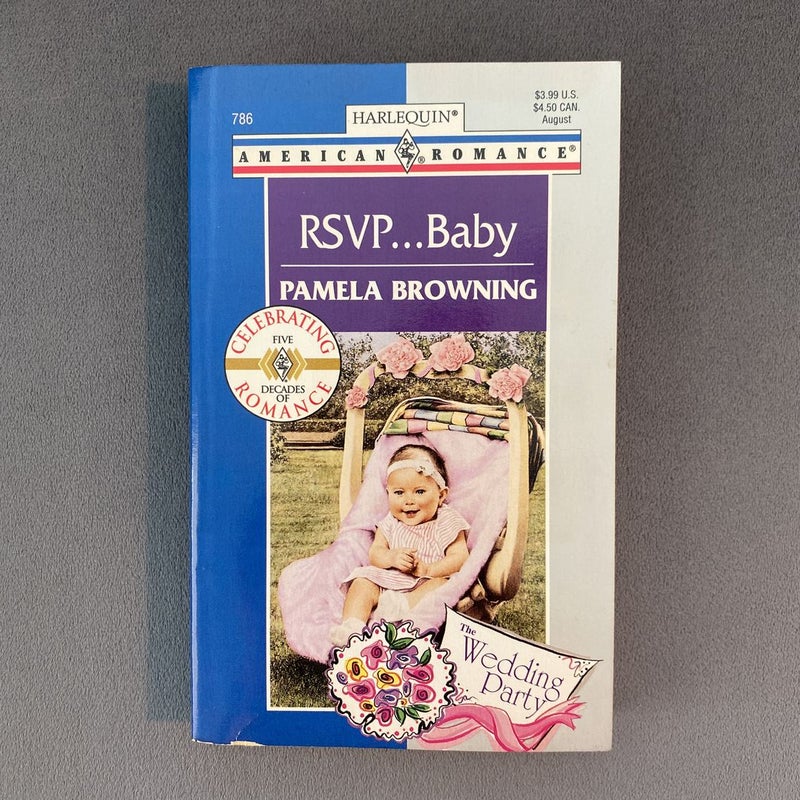 786
$3.99 U.S.
$4.50 CAN.
August
HARLEQUIN®
AMERICAN ® ROMANCE®
RSVP...Baby
PAMELA BROWNING
CELEBRATING
FIVE
DECADES
OF
ROMANCE
The
Wedding
Party